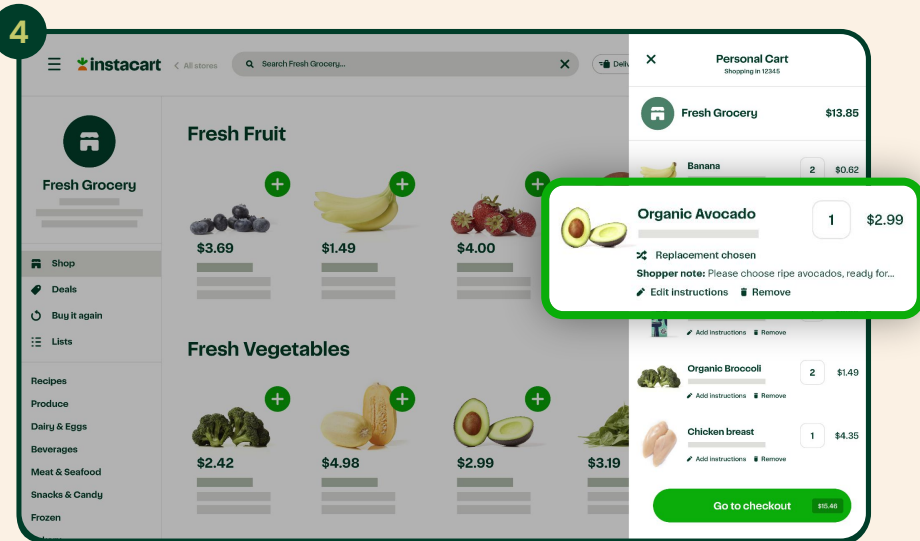 4
instacart
All stores
Search Fresh Grocery...
Fresh Grocery
Shop
Deals
Buy it again
Lists
Recipes
Produce
Dairy & Eggs
Beverages
Meat & Seafood
Snacks & Candy
Frozen
Fresh Fruit
$3.69
$1.49
$4.00
Fresh Vegetables
$2.42
$4.98
$2.99
$3.19
Personal Cart
Shopping in 12345
Fresh Grocery $13.85
Banana 2 $0.62
Organic Avocado 1 $2.99
Replacement chosen
Shopper note: Please choose ripe avocados, ready for...
Edit instructions Remove
Add instructions Remove
Organic Broccoli 2 $1.49
Add instructions Remove
Chicken breast 1 $4.35
Add instructions Remove
Go to checkout $15.46